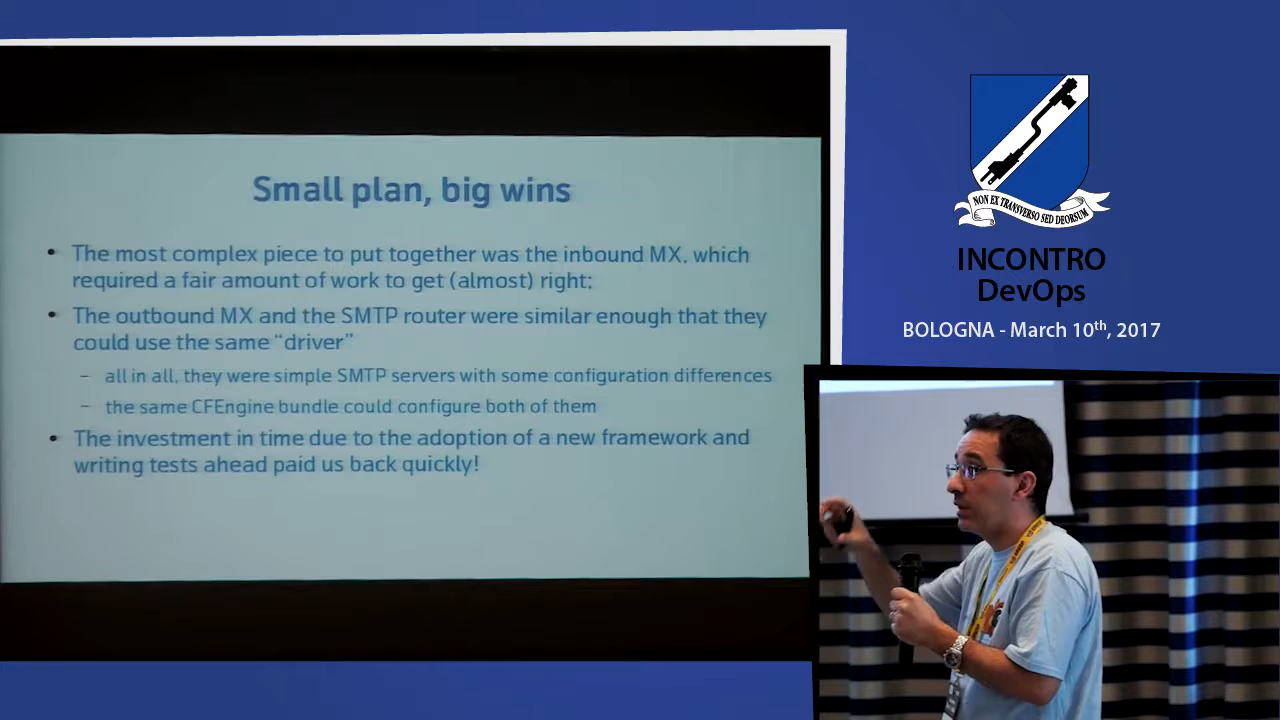 Small plan, big wins
• The most complex piece to put together was the inbound MX, which
required a fair amount of work to get (almost) right;
• The outbound MX and the SMTP router were similar enough that they
could use the same “driver”
– all in all, they were simple SMTP servers with some configuration differences
– the same CFEngine bundle could configure both of them
• The investment in time due to the adoption of a new framework and
writing tests ahead paid us back quickly!
NON EX TRANSVERSO SED DEORSUM
INCONTRO
DevOps
BOLOGNA - March 10th, 2017